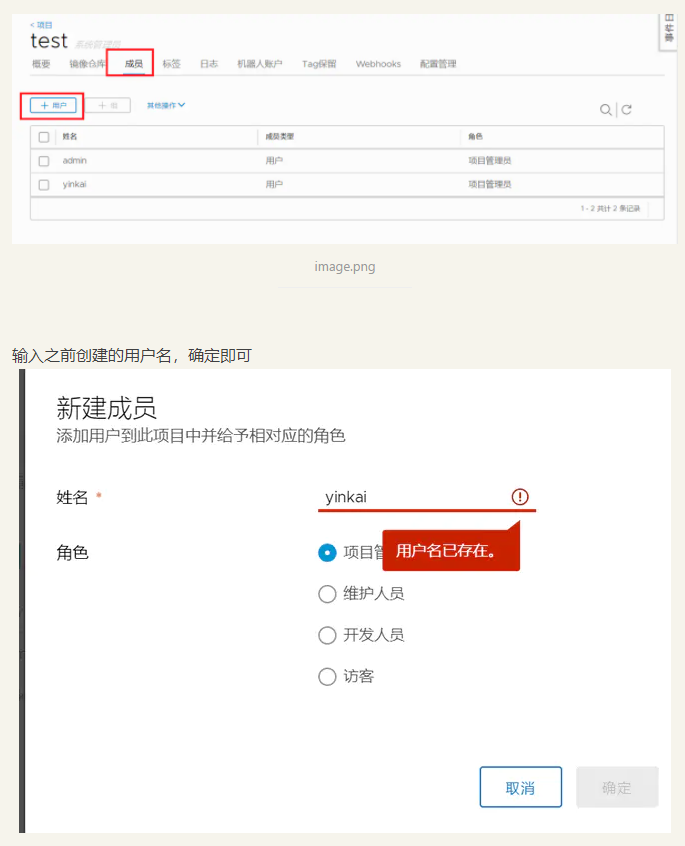 < 项目
test 系统管理员
概要 镜像仓库 成员 标签 日志 机器人账户 Tag保留 Webhooks 配置管理
+ 用户 + 组 其他操作
姓名 成员类型 角色
admin 用户 项目管理员
yinkai 用户 项目管理员
1 - 2 共计 2 条记录
事件日
image.png
输入之前创建的用户名，确定即可
新建成员
添加用户到此项目中并给予相对应的角色
姓名 * yinkai
角色 项目管
用户名已存在。
维护人员
开发人员
访客
取消 确定